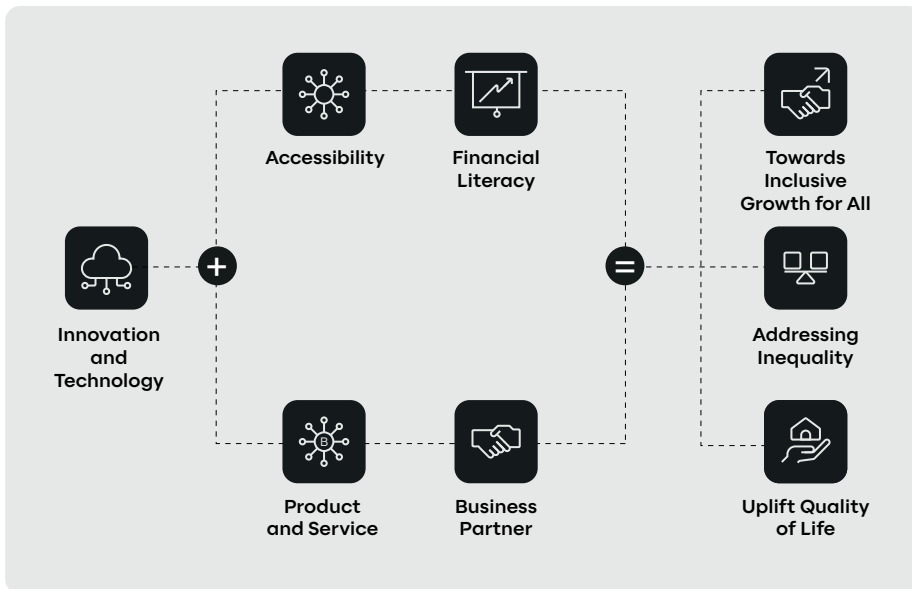 Accessibility
Financial
Literacy
Towards
Inclusive
Growth for All
+
=
Innovation
and
Technology
Addressing
Inequality
B
Product
and Service
Business
Partner
Uplift Quality
of Life